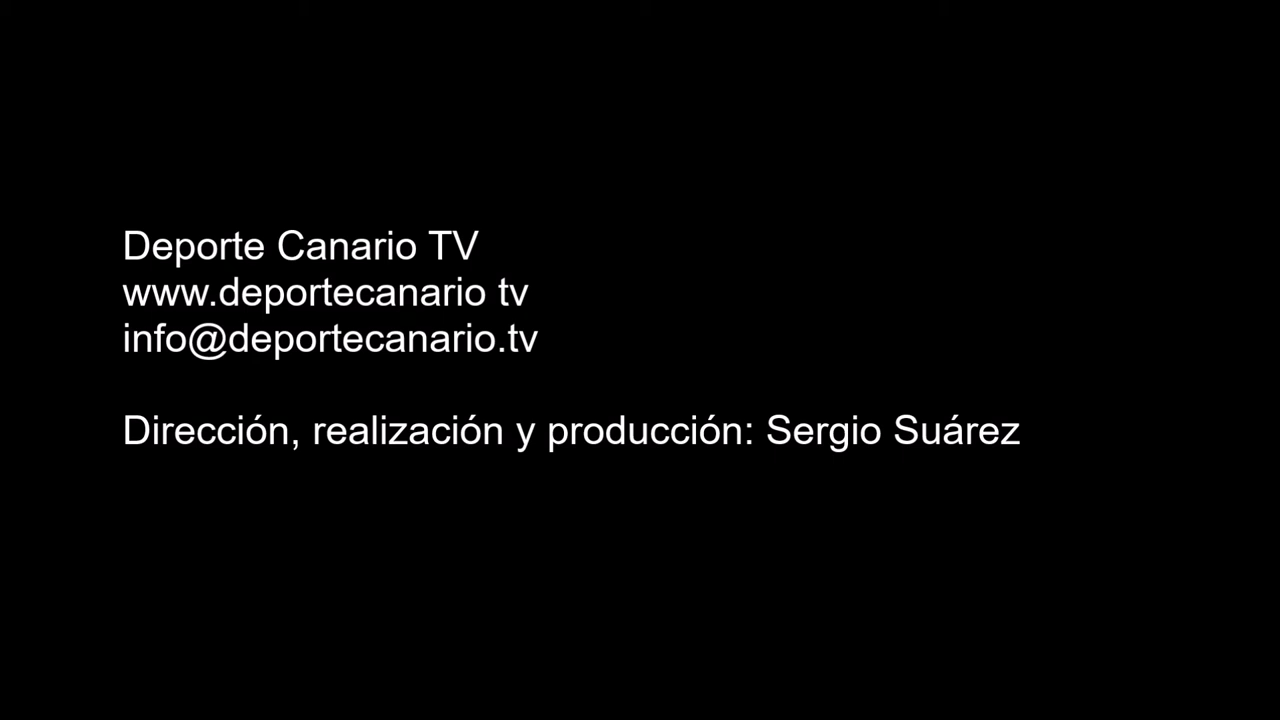 Deporte Canario TV
www.deportecanario tv
info@deportecanario.tv
Dirección, realización y producción: Sergio Suárez